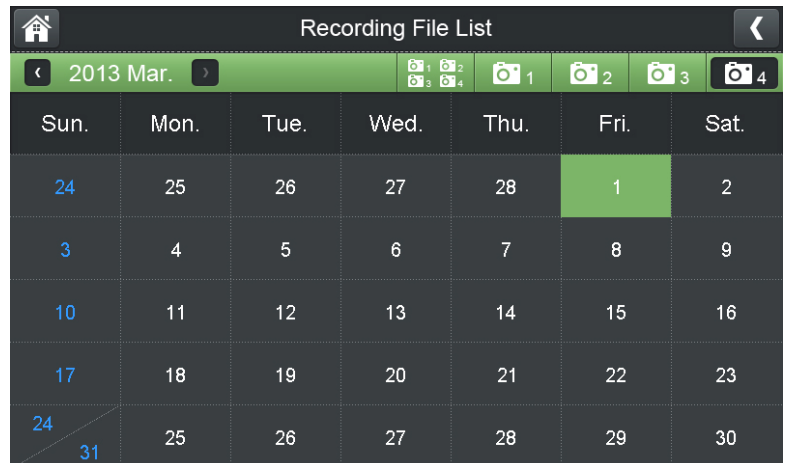 Recording File List
2013 Mar. 1 2 3 4 1 2 3 4
Sun. Mon. Tue. Wed. Thu. Fri. Sat.
24 25 26 27 28 1 2
3 4 5 6 7 8 9
10 11 12 13 14 15 16
17 18 19 20 21 22 23
24 31 25 26 27 28 29 30